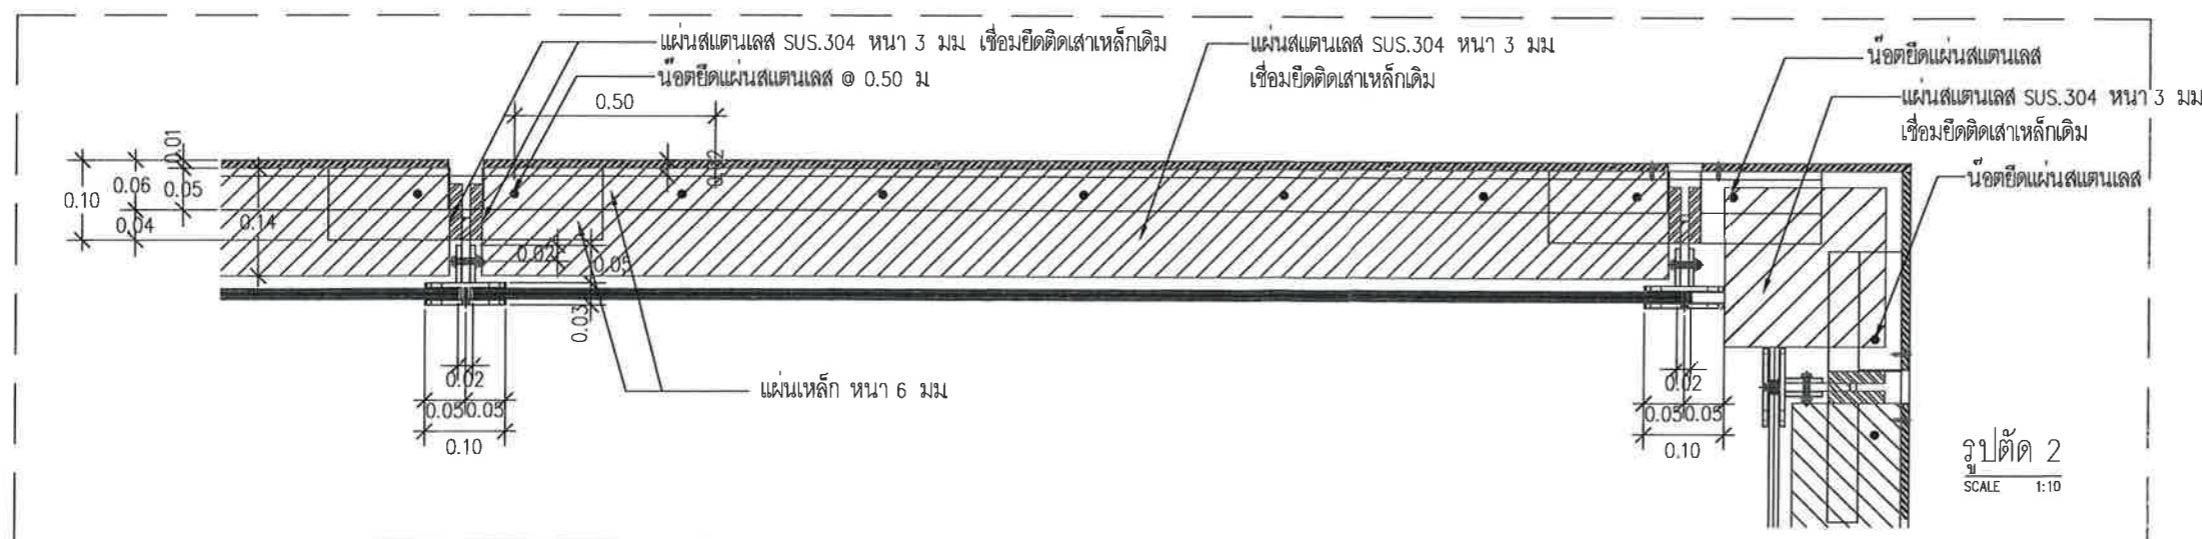 แผ่นสแตนเลส SUS.304 หนา 3 มม เชื่อมยึดติดเสาเหล็กเดิม
น๊อตยึดแผ่นสแตนเลส @ 0.50 ม
0.50
แผ่นสแตนเลส SUS.304 หนา 3 มม
เชื่อมยึดติดเสาเหล็กเดิม
น๊อตยึดแผ่นสแตนเลส
แผ่นสแตนเลส SUS.304 หนา 3 มม
เชื่อมยึดติดเสาเหล็กเดิม
น๊อตยึดแผ่นสแตนเลส
0.01
0.10
0.06
0.05
0.04
0.14
0.02
0.05
0.03
0.02
0.05 0.05
0.10
แผ่นเหล็ก หนา 6 มม
0.02
0.05 0.05
0.10
รูปตัด 2
SCALE 1:10